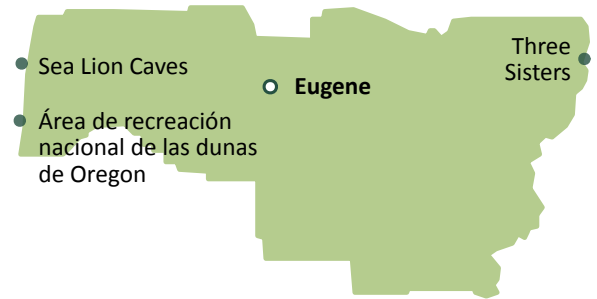 Three
Sisters
Sea Lion Caves
Eugene
Área de recreación
nacional de las dunas
de Oregon